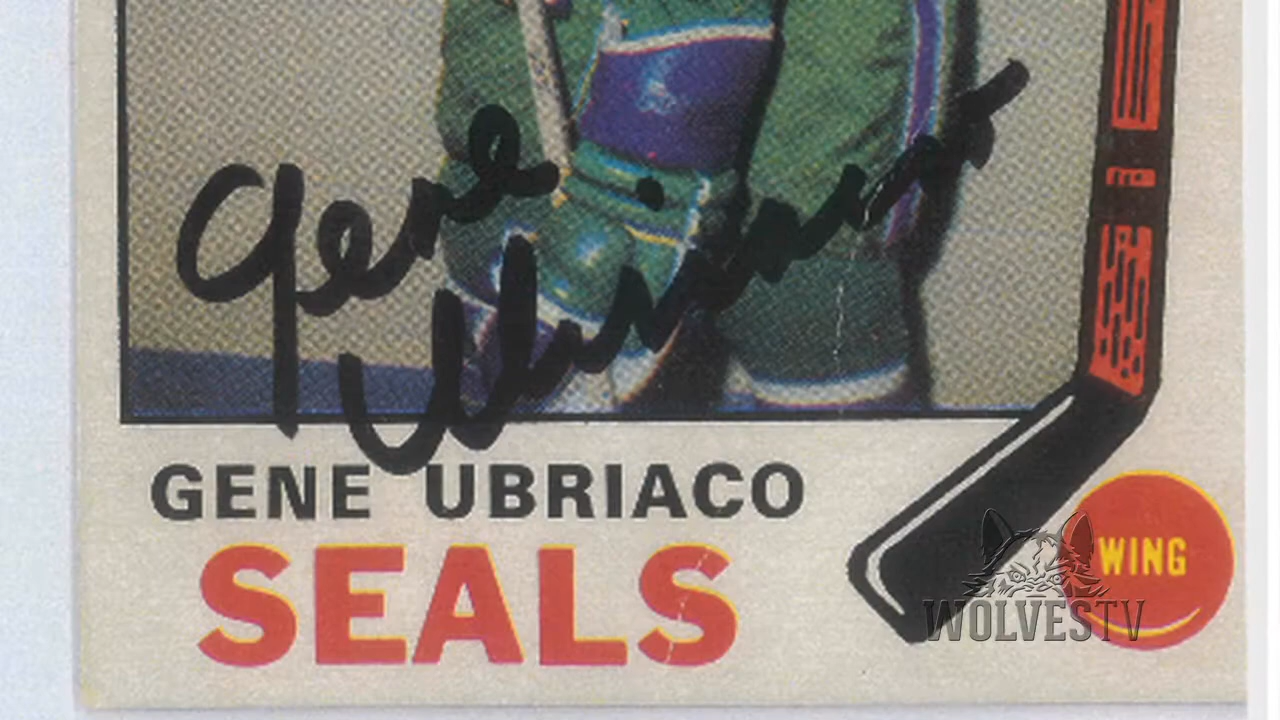 Gene Ubriaco
GENE UBRIACO
SEALS
WING
WOLVESTV